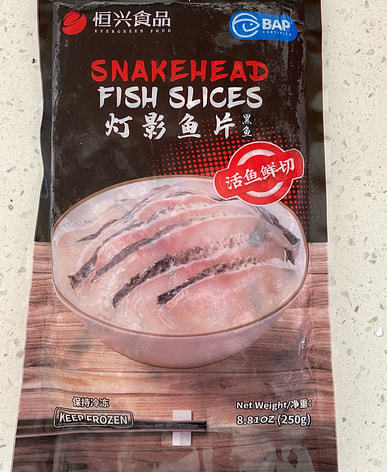 恒兴食品
EVERGREEN FOOD
BAP
CERTIFIED
SNAKEHEAD
FISH SLICES
灯影鱼片
黑鱼
活鱼鲜切
保持冷冻
KEEP FROZEN
Net Weight/净重:
8.81OZ (250g)